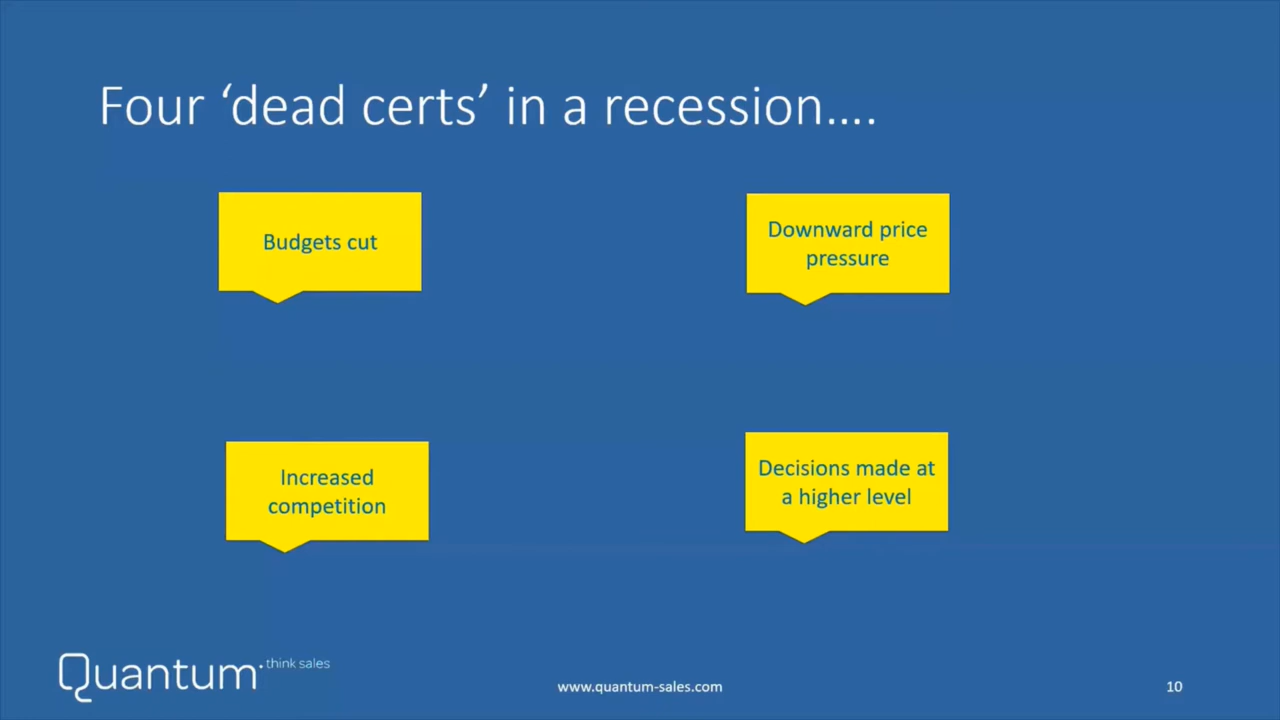 Four ‘dead certs’ in a recession....
Budgets cut
Downward price
pressure
Increased
competition
Decisions made at
a higher level
Quantum. think sales
www.quantum-sales.com
10